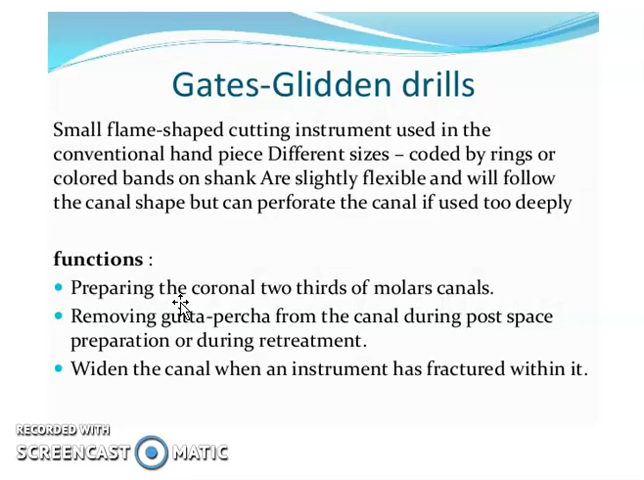 Gates-Glidden drills
Small flame-shaped cutting instrument used in the
conventional hand piece Different sizes – coded by rings or
colored bands on shank Are slightly flexible and will follow
the canal shape but can perforate the canal if used too deeply
functions :
• Preparing the coronal two thirds of molars canals.
• Removing gutta-percha from the canal during post space
preparation or during retreatment.
• Widen the canal when an instrument has fractured within it.
RECORDED WITH
SCREENCAST MATIC